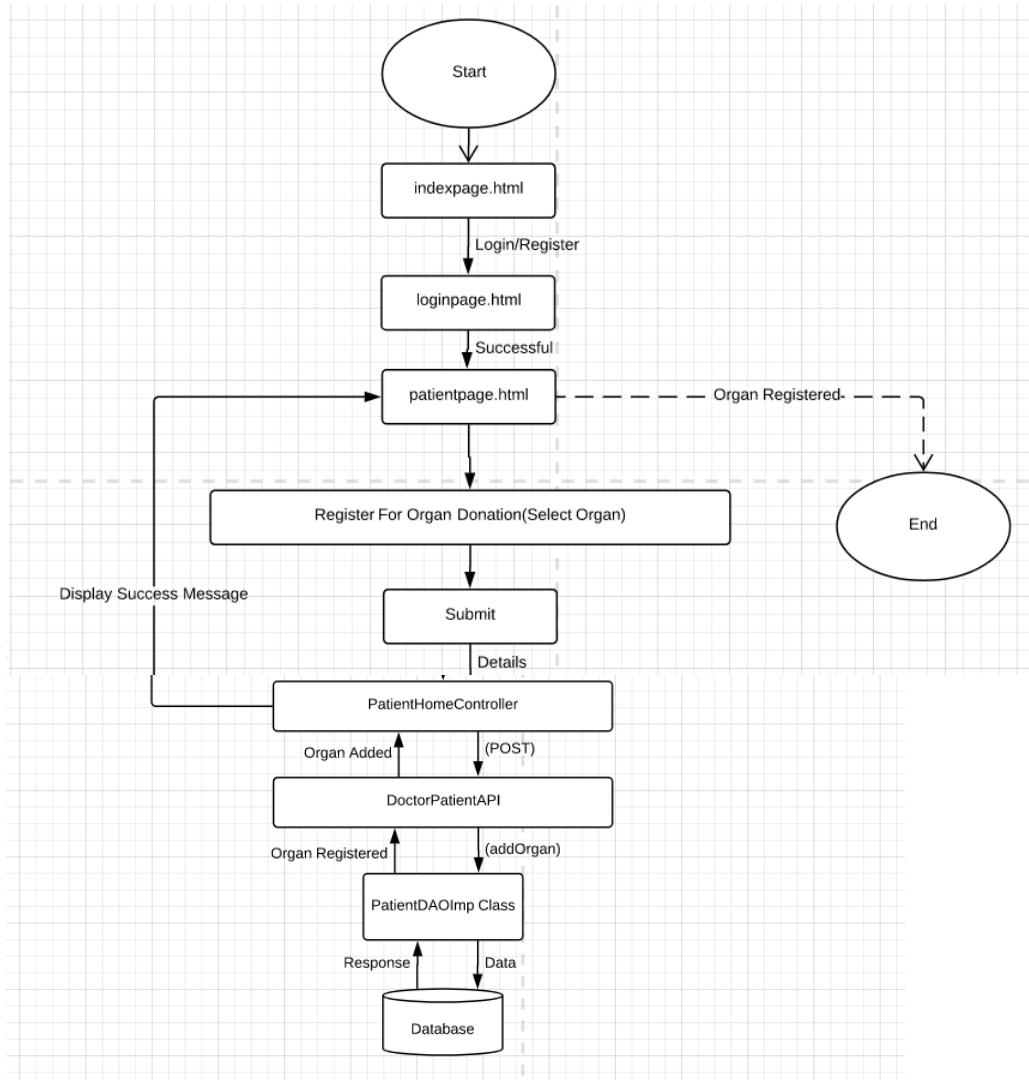 Start
indexpage.html
Login/Register
loginpage.html
Successful
patientpage.html
Organ Registered
Register For Organ Donation(Select Organ)
End
Display Success Message
Submit
Details
PatientHomeController
Organ Added
(POST)
DoctorPatientAPI
Organ Registered
(addOrgan)
PatientDAOImp Class
Response
Data
Database